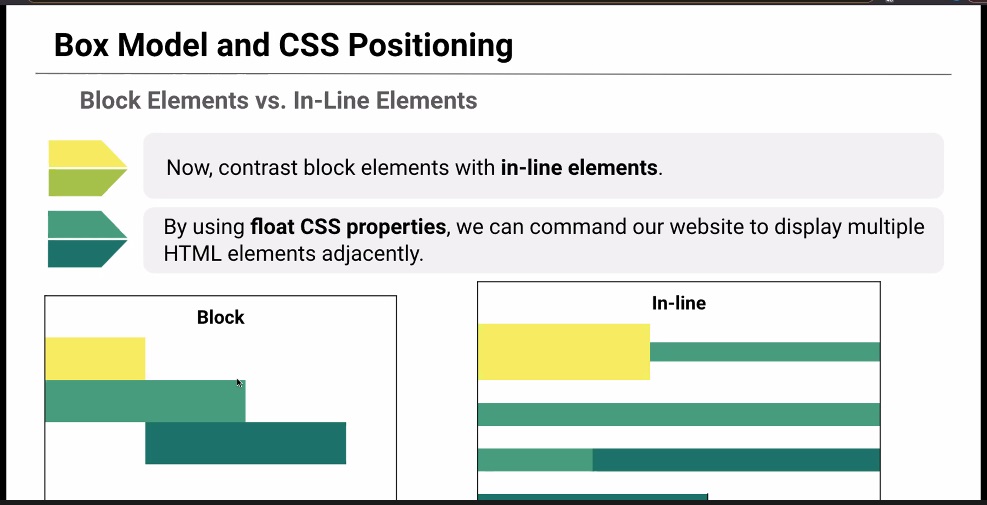 Box Model and CSS Positioning
Block Elements vs. In-Line Elements
Now, contrast block elements with in-line elements.
By using float CSS properties, we can command our website to display multiple
HTML elements adjacently.
Block
In-line